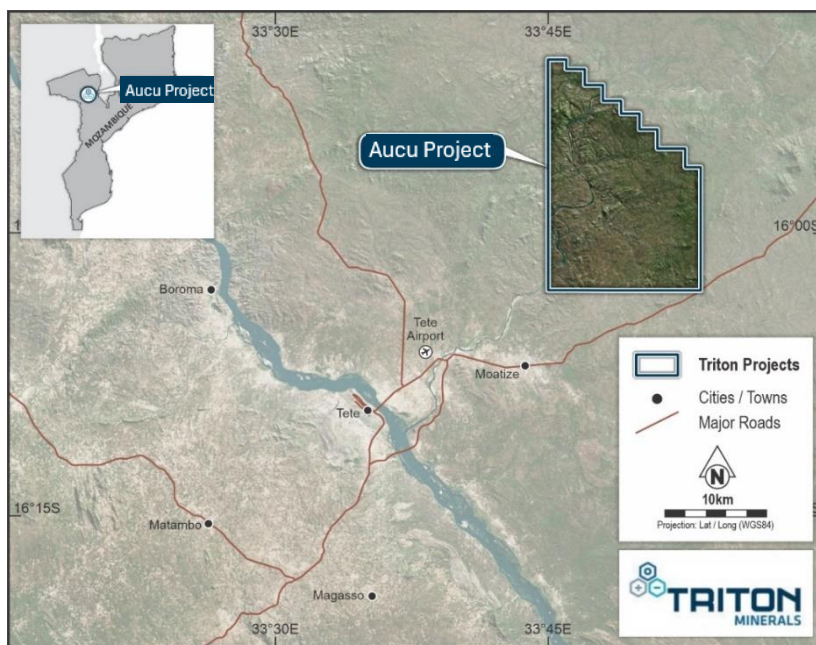 33°30E
33°45E
Aucu Project
MOZAMBIQUE
Aucu Project
16°00S
Boroma
Tete
Airport
Moatize
Tete
Triton Projects
Cities / Towns
Major Roads
N
10km
Projection: Lat / Long (WGS84)
16°15S
Matambo
Magasso
TRITON
MINERALS
33°30E
33°45E